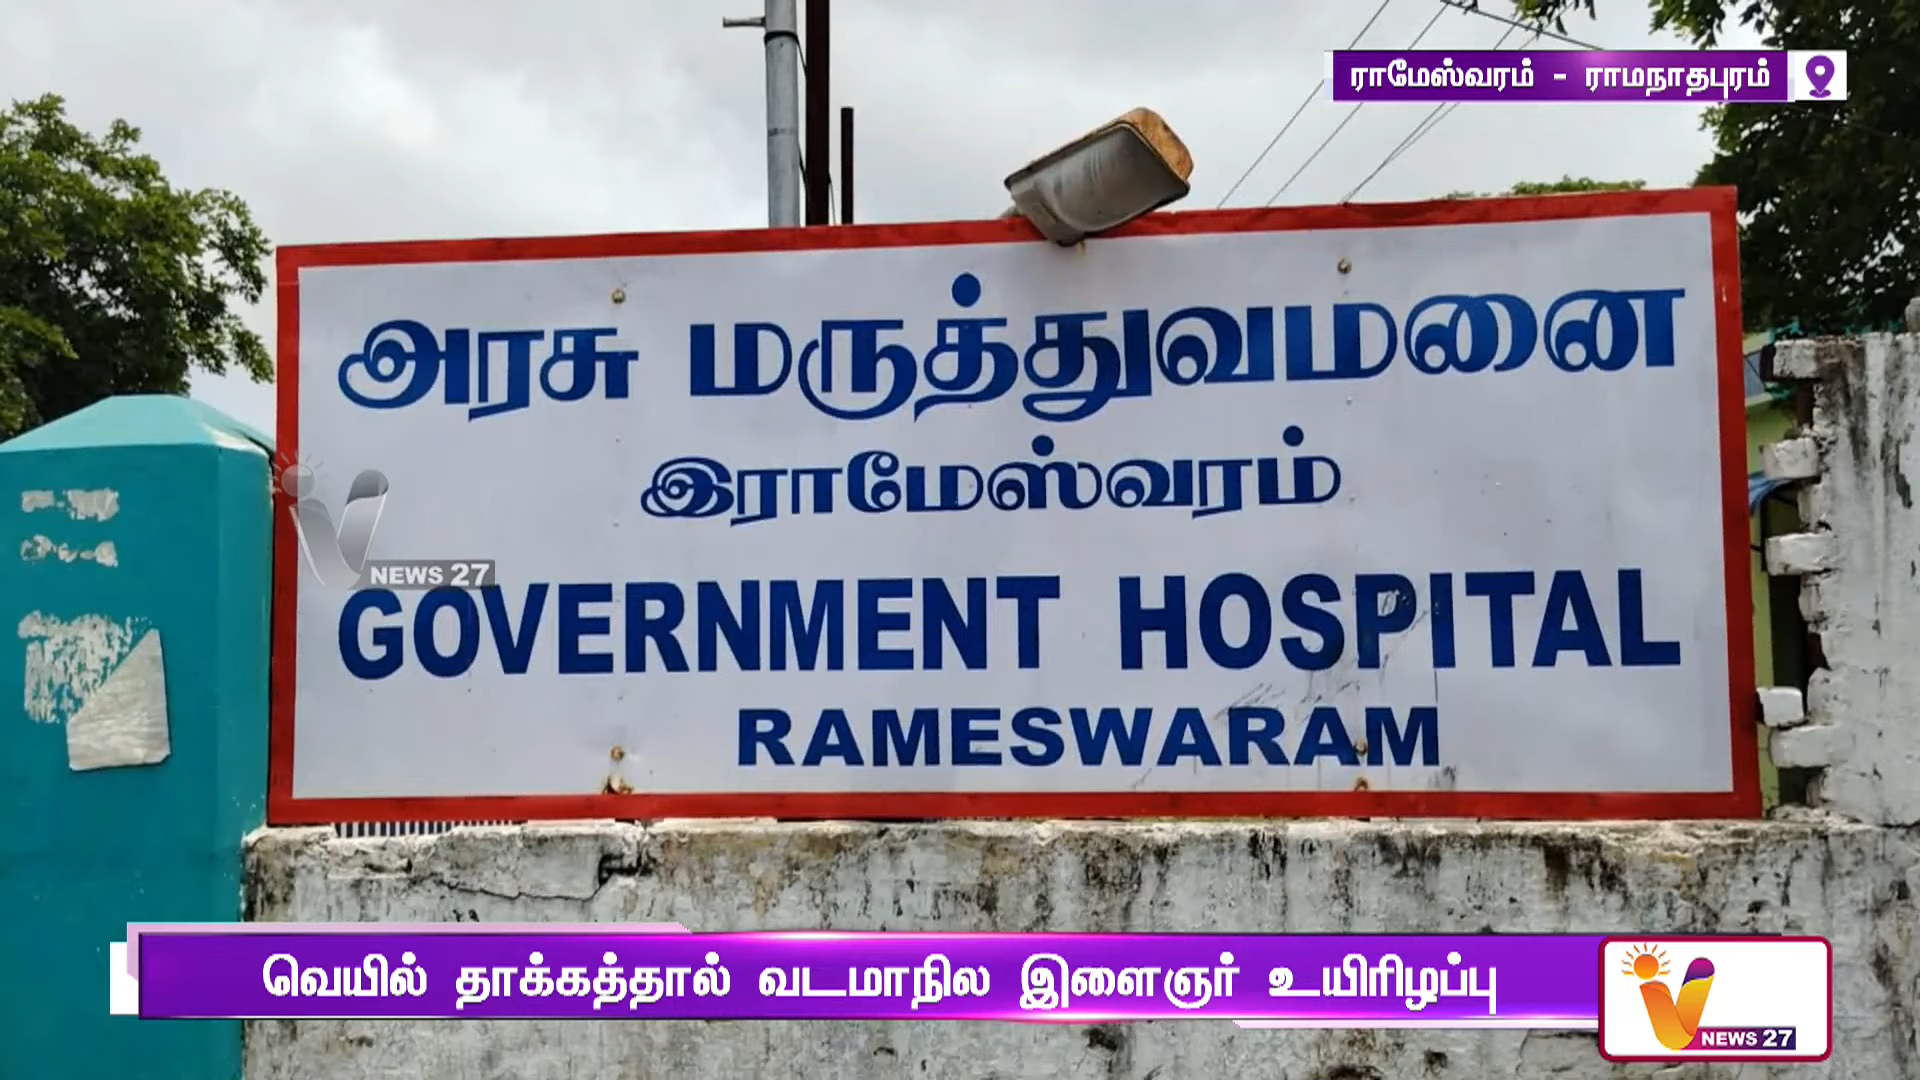 ராமேஸ்வரம் - ராமநாதபுரம்
அரசு மருத்துவமனை
இராமேஸ்வரம்
NEWS 27
GOVERNMENT HOSPITAL
RAMESWARAM
வெயில் தாக்கத்தால் வடமாநில இளைஞர் உயிரிழப்பு
NEWS 27